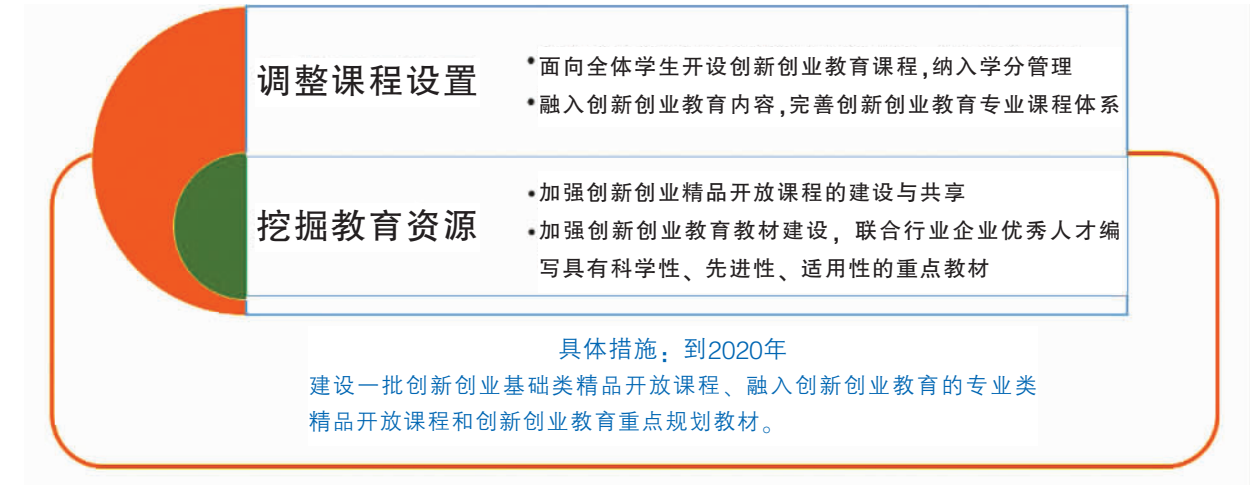 调整课程设置
•面向全体学生开设创新创业教育课程,纳入学分管理
•融入创新创业教育内容,完善创新创业教育专业课程体系
挖掘教育资源
•加强创新创业精品开放课程的建设与共享
•加强创新创业教育教材建设，联合行业企业优秀人才编
写具有科学性、先进性、适用性的重点教材
具体措施：到2020年
建设一批创新创业基础类精品开放课程、融入创新创业教育的专业类
精品开放课程和创新创业教育重点规划教材。